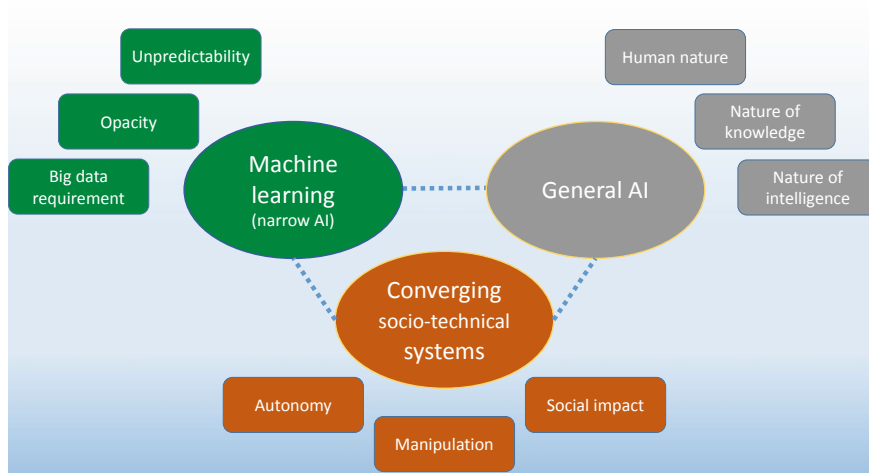 Unpredictability
Opacity
Big data
requirement
Machine
learning
(narrow AI)
Human nature
Nature of
knowledge
Nature of
intelligence
General AI
Converging
socio-technical
systems
Autonomy
Manipulation
Social impact